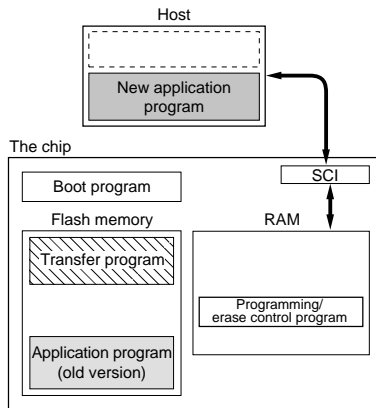 Host
New application
program
The chip
SCI
Boot program
Flash memory
RAM
Transfer program
Programming/
erase control program
Application program
(old version)